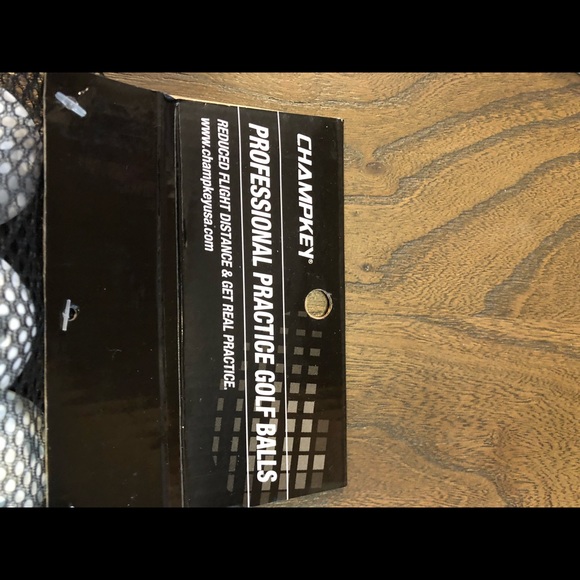 CHAMPKEY®
PROFESSIONAL PRACTICE GOLF BALLS
REDUCED FLIGHT DISTANCE & GET REAL PRACTICE.
www.champkeyusa.com